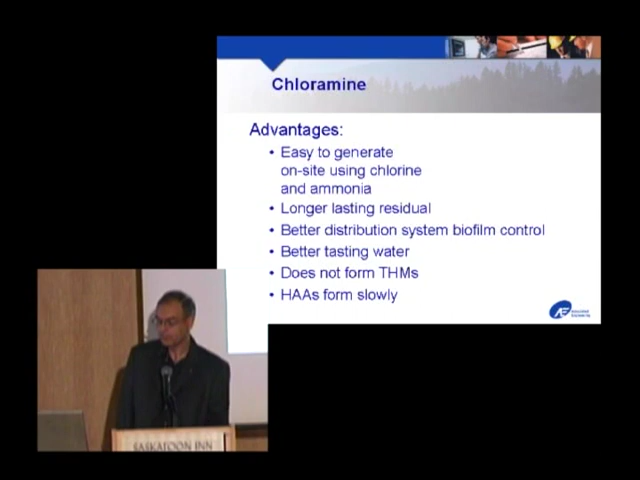 Chloramine
Advantages:
• Easy to generate
on-site using chlorine
and ammonia
• Longer lasting residual
• Better distribution system biofilm control
• Better tasting water
• Does not form THMs
• HAAs form slowly
SASKATOON INN